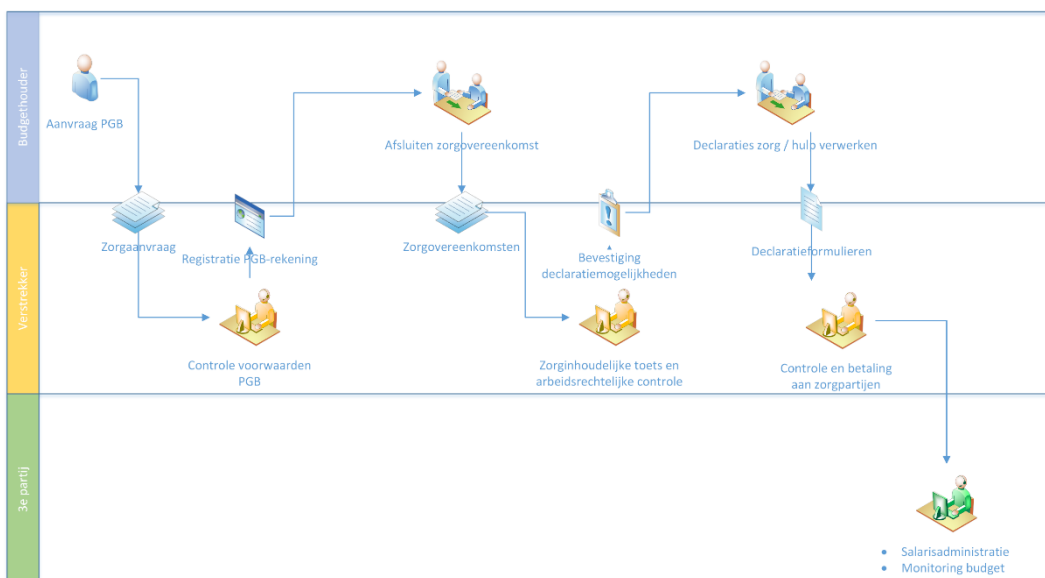 Budgethouder
Aanvraag PGB
Afsluiten zorgovereenkomst
Declaraties zorg / hulp verwerken
Verstrekker
Zorgaanvraag
Registratie PGB-rekening
Zorgovereenkomsten
Bevestiging
declaratiemogelijkheden
Declaratieformulieren
Controle voorwaarden
PGB
Zorginhoudelijke toets en
arbeidsrechtelijke controle
Controle en betaling
aan zorgpartijen
3e partij
• Salarisadministratie
• Monitoring budget